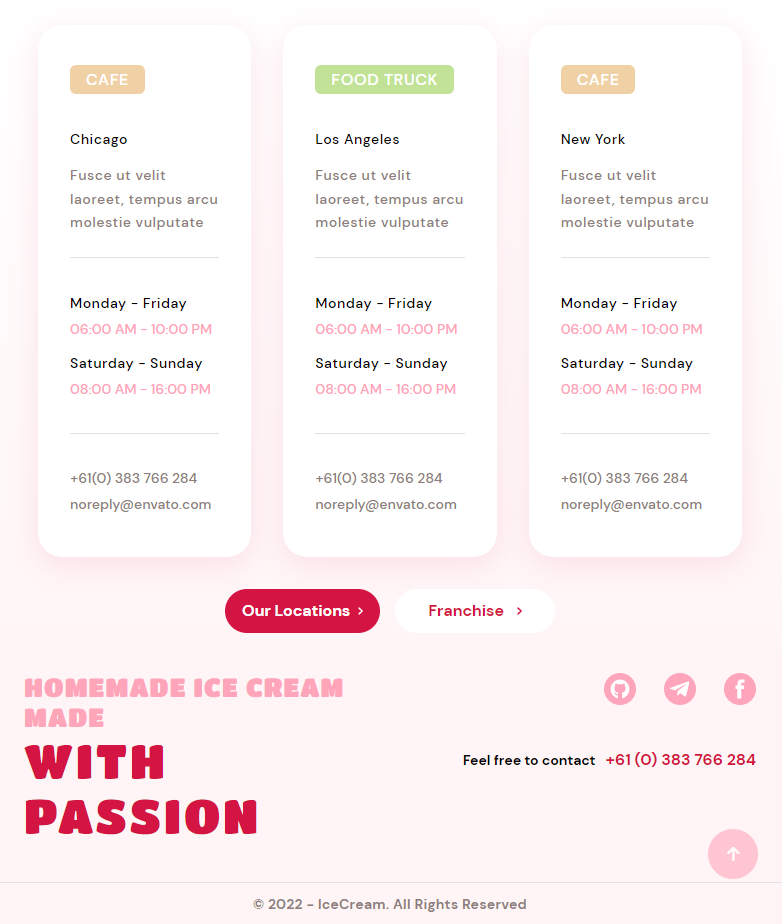 CAFE
Chicago
Fusce ut velit
laoreet, tempus arcu
molestie vulputate
Monday - Friday
06:00 AM - 10:00 PM
Saturday - Sunday
08:00 AM - 16:00 PM
+61(0) 383 766 284
noreply@envato.com
FOOD TRUCK
Los Angeles
Fusce ut velit
laoreet, tempus arcu
molestie vulputate
Monday - Friday
06:00 AM - 10:00 PM
Saturday - Sunday
08:00 AM - 16:00 PM
+61(0) 383 766 284
noreply@envato.com
CAFE
New York
Fusce ut velit
laoreet, tempus arcu
molestie vulputate
Monday - Friday
06:00 AM - 10:00 PM
Saturday - Sunday
08:00 AM - 16:00 PM
+61(0) 383 766 284
noreply@envato.com
Our Locations >
Franchise >
HOMEMADE ICE CREAM
MADE
WITH
PASSION
Feel free to contact +61 (0) 383 766 284
© 2022 - IceCream. All Rights Reserved